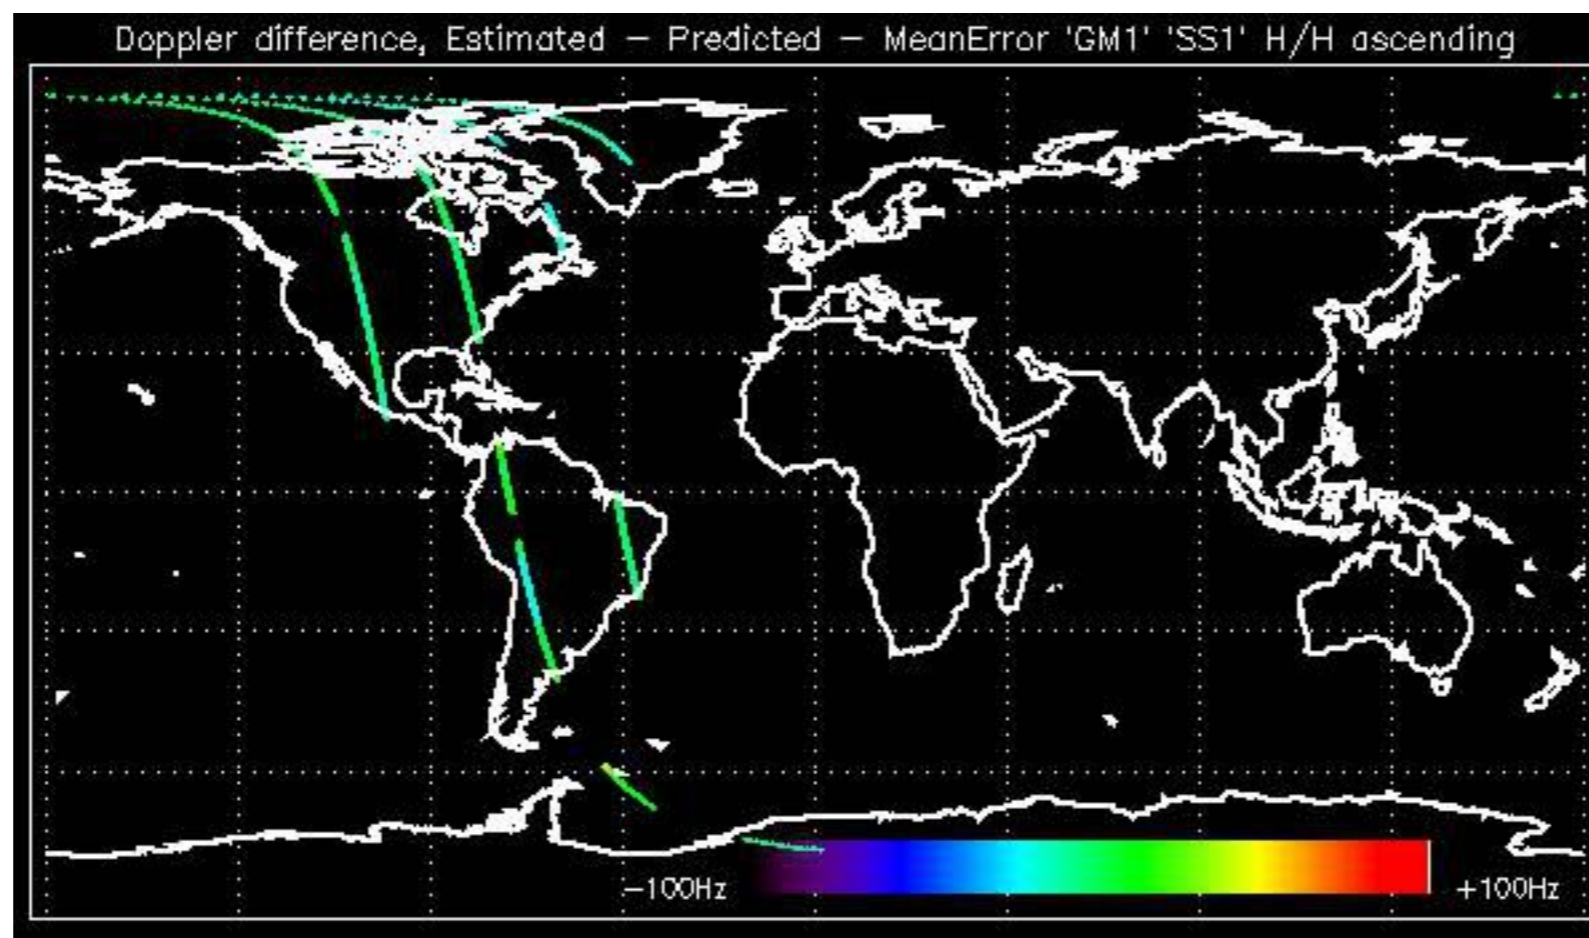 Doppler difference, Estimated − Predicted − MeanError 'GM1' 'SS1' H/H ascending
−100Hz
+100Hz